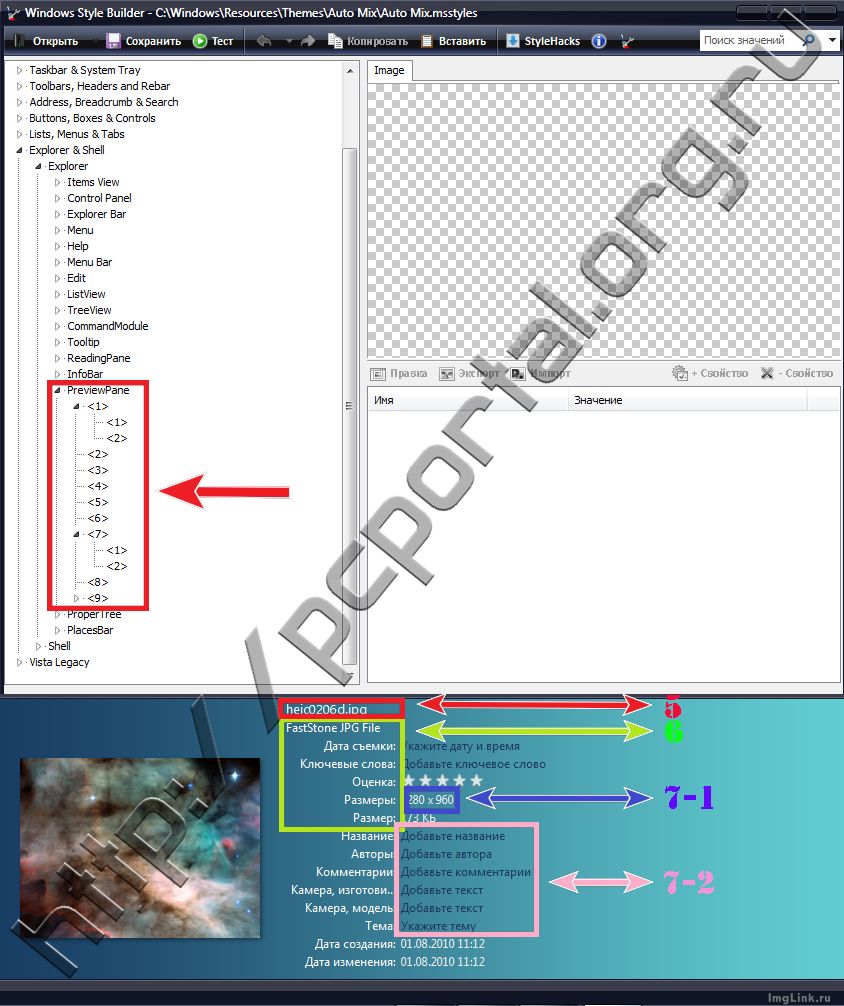 Windows Style Builder - C:\Windows\Resources\Themes\Auto Mix\Auto Mix.msstyles
Открыть Сохранить Тест Копировать Вставить StyleHacks Поиск значений
Taskbar & System Tray
Toolbars, Headers and Rebar
Address, Breadcrumb & Search
Buttons, Boxes & Controls
Lists, Menus & Tabs
Explorer & Shell
Explorer
Items View
Control Panel
Explorer Bar
Menu
Help
Menu Bar
Edit
ListView
TreeView
CommandModule
Tooltip
ReadingPane
InfoBar
PreviewPane
<1>
<1>
<2>
<2>
<3>
<4>
<5>
<6>
<7>
<1>
<2>
<8>
<9>
ProperTree
PlacesBar
Shell
Vista Legacy
Image
Правка Экспорт Импорт + Свойство - Свойство
Имя Значение
http://pcportal.org.ru
heic0206d.jpg 5
FastStone JPG File 6
Дата съемки: Укажите дату и время
Ключевые слова: Добавьте ключевое слово
Оценка:
Размеры: 280 x 960 7-1
Размер: 173 КБ
Название: Добавьте название
Авторы: Добавьте автора
Комментарии: Добавьте комментарии
7-2
Камера, изготови... Добавьте текст
Камера, модель: Добавьте текст
Тема: Укажите тему
Дата создания: 01.08.2010 11:12
Дата изменения: 01.08.2010 11:12
ImgLink.ru